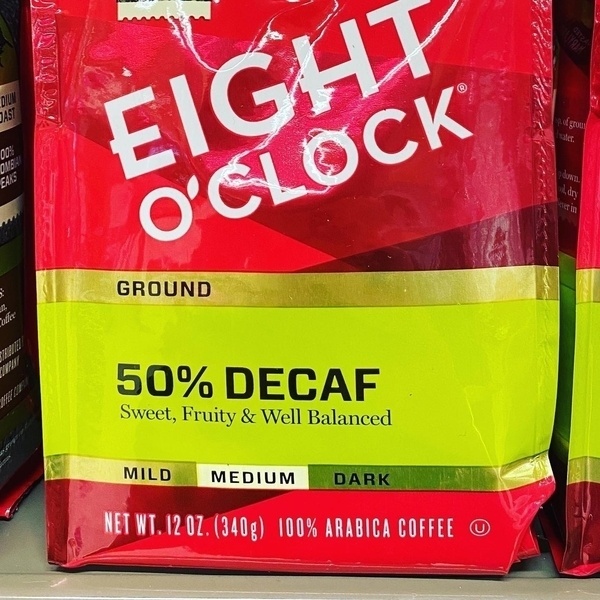 EIGHT
O'CLOCK®
GROUND
50% DECAF
Sweet, Fruity & Well Balanced
MILD MEDIUM DARK
NET WT. 12 OZ. (340g) 100% ARABICA COFFEE U